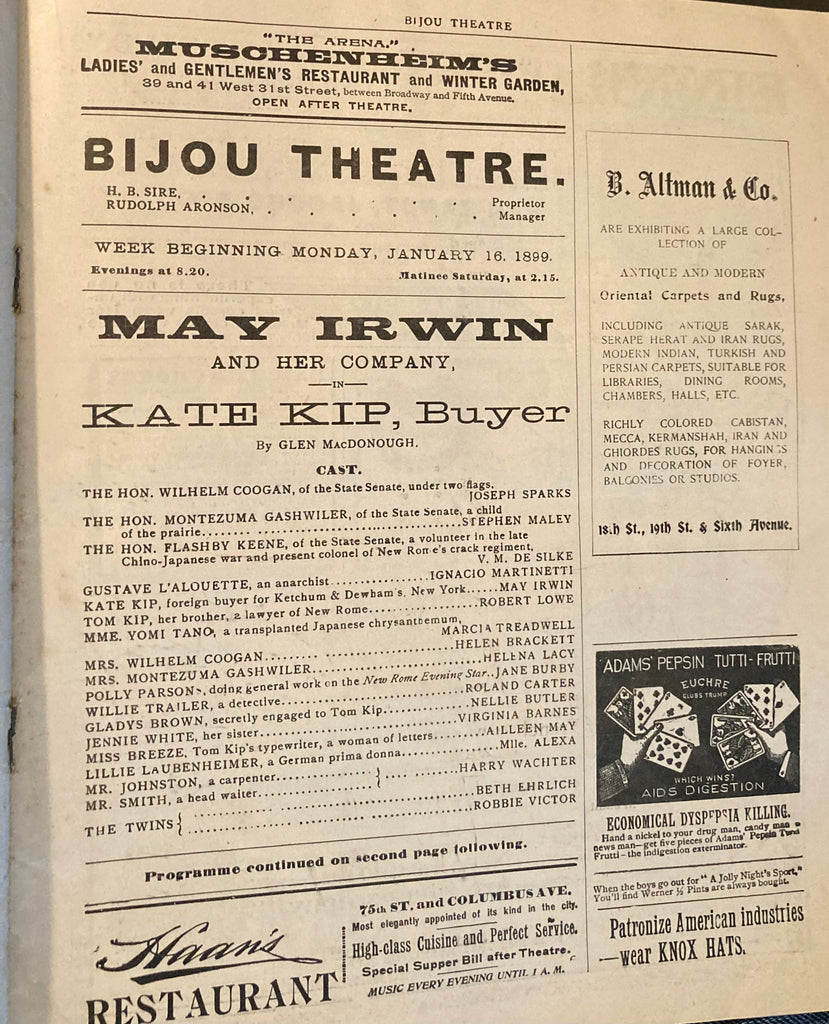 BIJOU THEATRE
"THE ARENA."
MUSCHENHEIM'S
LADIES' and GENTLEMEN'S RESTAURANT and WINTER GARDEN,
39 and 41 West 31st Street, between Broadway and Fifth Avenue.
OPEN AFTER THEATRE.
BIJOU THEATRE.
H. B. SIRE, . . . . . . Proprietor
RUDOLPH ARONSON, . . . . . . Manager
WEEK BEGINNING MONDAY, JANUARY 16, 1899.
Evenings at 8.20. Matinee Saturday, at 2.15.
MAY IRWIN
AND HER COMPANY,
—IN—
KATE KIP, Buyer
By GLEN MACDONOUGH.
CAST.
THE HON. WILHELM COOGAN, of the State Senate, under two flags,
JOSEPH SPARKS
THE HON. MONTEZUMA GASHWILER, of the State Senate, a child
of the prairie..............................STEPHEN MALEY
THE HON. FLASHBY KEENE, of the State Senate, a volunteer in the late
Chino-Japanese war and present colonel of New Rome's crack regiment,
V. M. DE SILKE
GUSTAVE L'ALOUETTE, an anarchist..............IGNACIO MARTINETTI
KATE KIP, foreign buyer for Ketchum & Dewham's, New York......MAY IRWIN
TOM KIP, her brother, a lawyer of New Rome................ROBERT LOWE
MME. YOMI TANO, a transplanted Japanese chrysanthemum,
MARCIA TREADWELL
MRS. WILHELM COOGAN..........................HELEN BRACKETT
MRS. MONTEZUMA GASHWILER.......................HELENA LACY
POLLY PARSONS, doing general work on the New Rome Evening Star..JANE BURBY
WILLIE TRAILER, a detective.......................ROLAND CARTER
GLADYS BROWN, secretly engaged to Tom Kip............NELLIE BUTLER
JENNIE WHITE, her sister........................VIRGINIA BARNES
MISS BREEZE, Tom Kip's typewriter, a woman of letters.....AILLEEN MAY
LILLIE LAUBENHEIMER, a German prima donna..............Mlle. ALEXA
MR. JOHNSTON, a carpenter..............}
MR. SMITH, a head waiter...............} .... HARRY WACHTER
THE TWINS { ..............................BETH EHRLICH
..............................ROBBIE VICTOR
Programme continued on second page following.
Haan's
RESTAURANT
75th ST. and COLUMBUS AVE.
Most elegantly appointed of its kind in the city.
High-class Cuisine and Perfect Service.
Special Supper Bill after Theatre.
MUSIC EVERY EVENING UNTIL 1 A. M.
B. Altman & Co.
ARE EXHIBITING A LARGE COL-
LECTION OF
ANTIQUE AND MODERN
Oriental Carpets and Rugs,
INCLUDING ANTIQUE SARAK,
SERAPE HERAT AND IRAN RUGS,
MODERN INDIAN, TURKISH AND
PERSIAN CARPETS, SUITABLE FOR
LIBRARIES, DINING ROOMS,
CHAMBERS, HALLS, ETC.
RICHLY COLORED CABISTAN,
MECCA, KERMANSHAH, IRAN AND
GHIORDES RUGS, FOR HANGINGS
AND DECORATION OF FOYER,
BALCONIES OR STUDIOS.
18th St., 19th St. & Sixth Avenue.
ADAMS' PEPSIN TUTTI-FRUTTI
EUCHRE
CLUBS TRUMP
WHICH WINS?
AIDS DIGESTION
ECONOMICAL DYSPEPSIA KILLING.
Hand a nickel to your drug man, candy man or
news man—get five pieces of Adams' Pepsin Tutti
Frutti—the indigestion exterminator.
When the boys go out for "A Jolly Night's Sport,"
You'll find Werner ½ Pints are always bought.
Patronize American industries
—wear KNOX HATS.